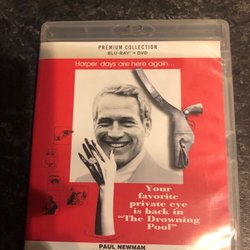 PREMIUM COLLECTION
BLU-RAY + DVD
Harper days are here again...
Your
favorite
private eye
is back in
"The Drowning
Pool"
PAUL NEWMAN